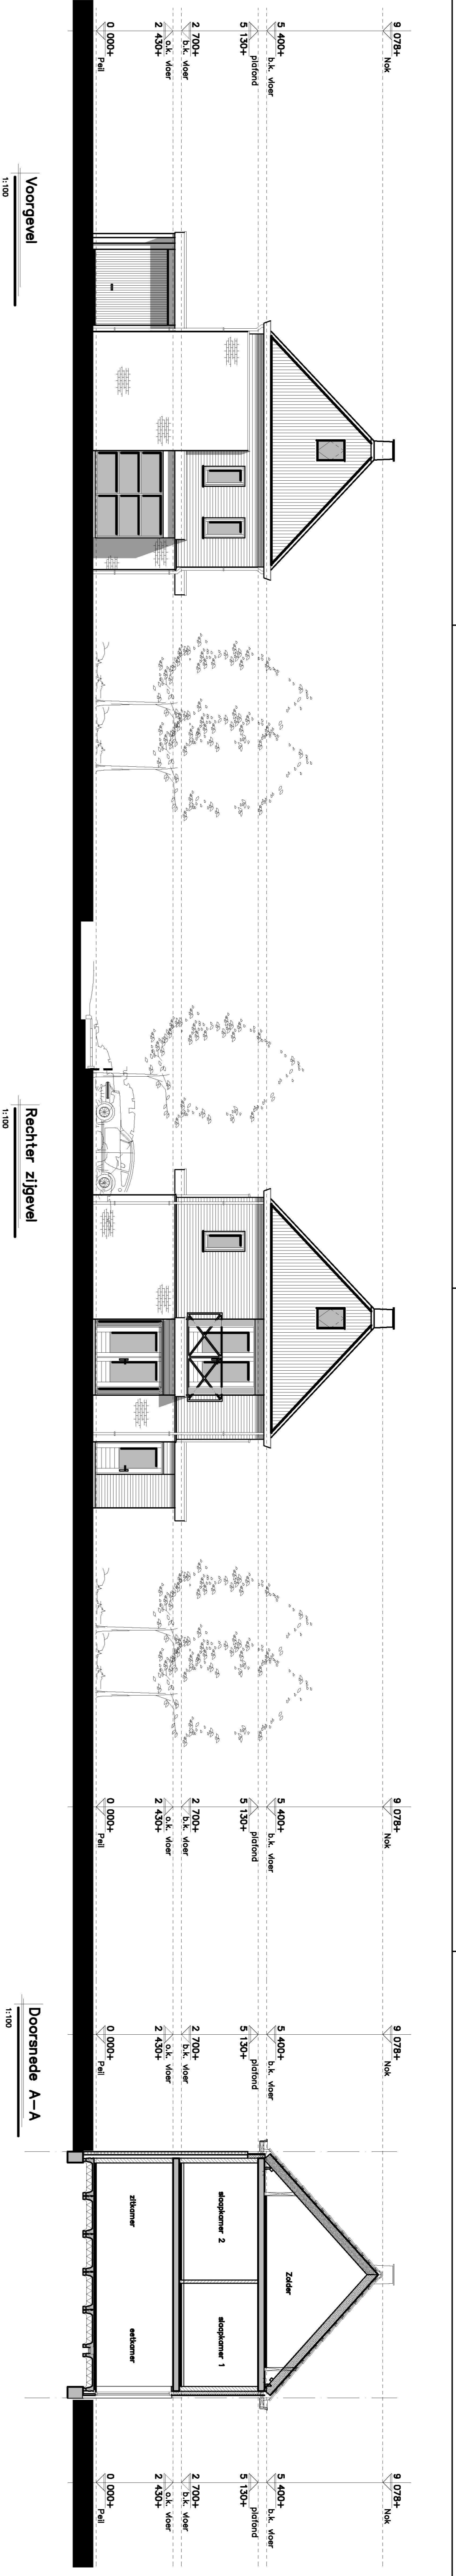 9 078+
Nok
5 400+
b.k. vloer
plafond
5 130+
2 700+
b.k. vloer
o.k. vloer
2 430+
0 000+
Peil
Voorgevel
1:100
Rechter zijgevel
1:100
9 078+
Nok
5 400+
b.k. vloer
plafond
5 130+
2 700+
b.k. vloer
o.k. vloer
2 430+
0 000+
Peil
9 078+
Nok
5 400+
b.k. vloer
plafond
5 130+
2 700+
b.k. vloer
o.k. vloer
2 430+
0 000+
Peil
Zolder
slaapkamer 2
slaapkamer 1
zitkamer
eetkamer
Doorsnede A-A
1:100
9 078+
Nok
5 400+
b.k. vloer
plafond
5 130+
2 700+
b.k. vloer
o.k. vloer
2 430+
0 000+
Peil